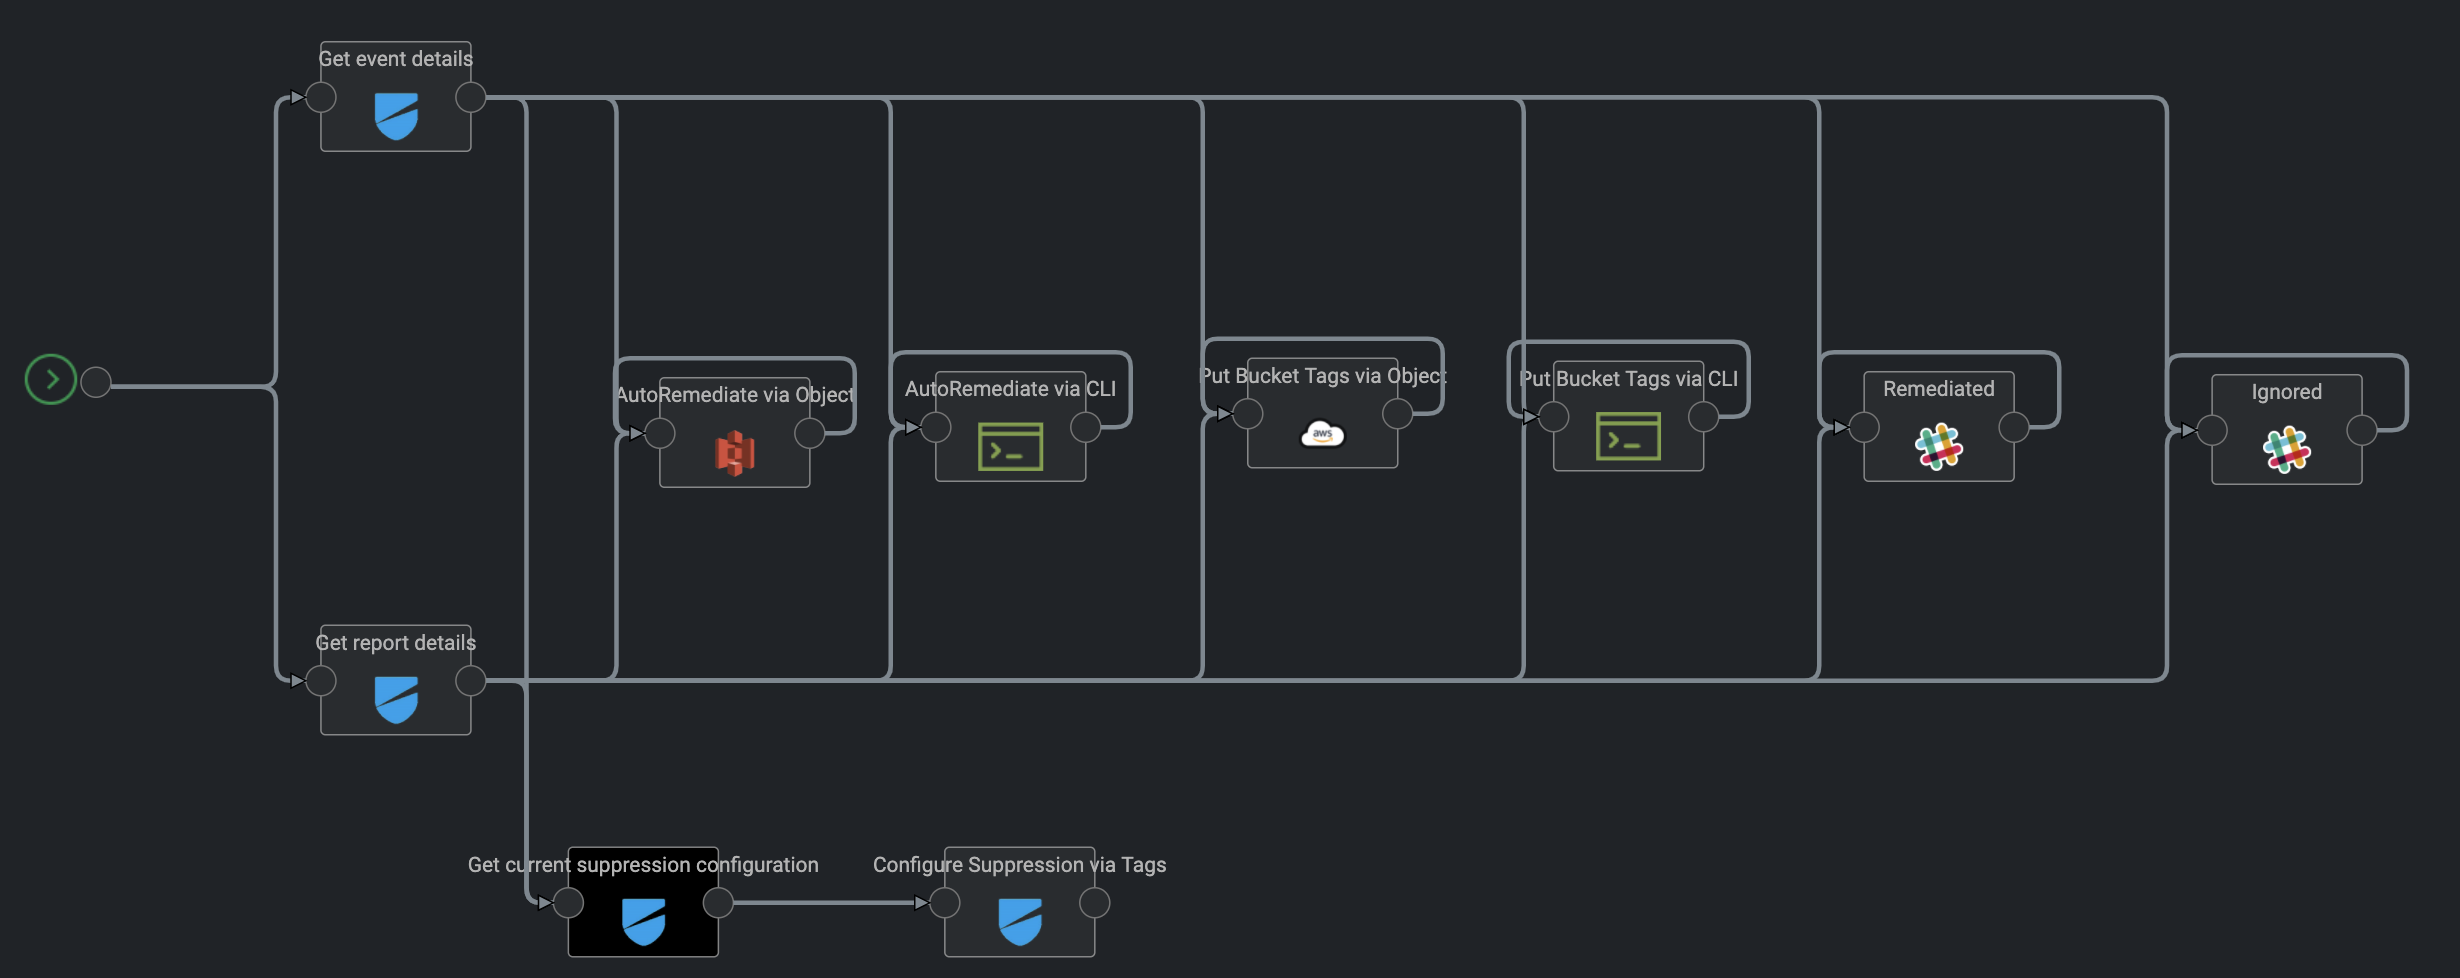 Get event details
AutoRemediate via Object
AutoRemediate via CLI
Put Bucket Tags via Object
aws
Put Bucket Tags via CLI
Remediated
Ignored
Get report details
Get current suppression configuration
Configure Suppression via Tags